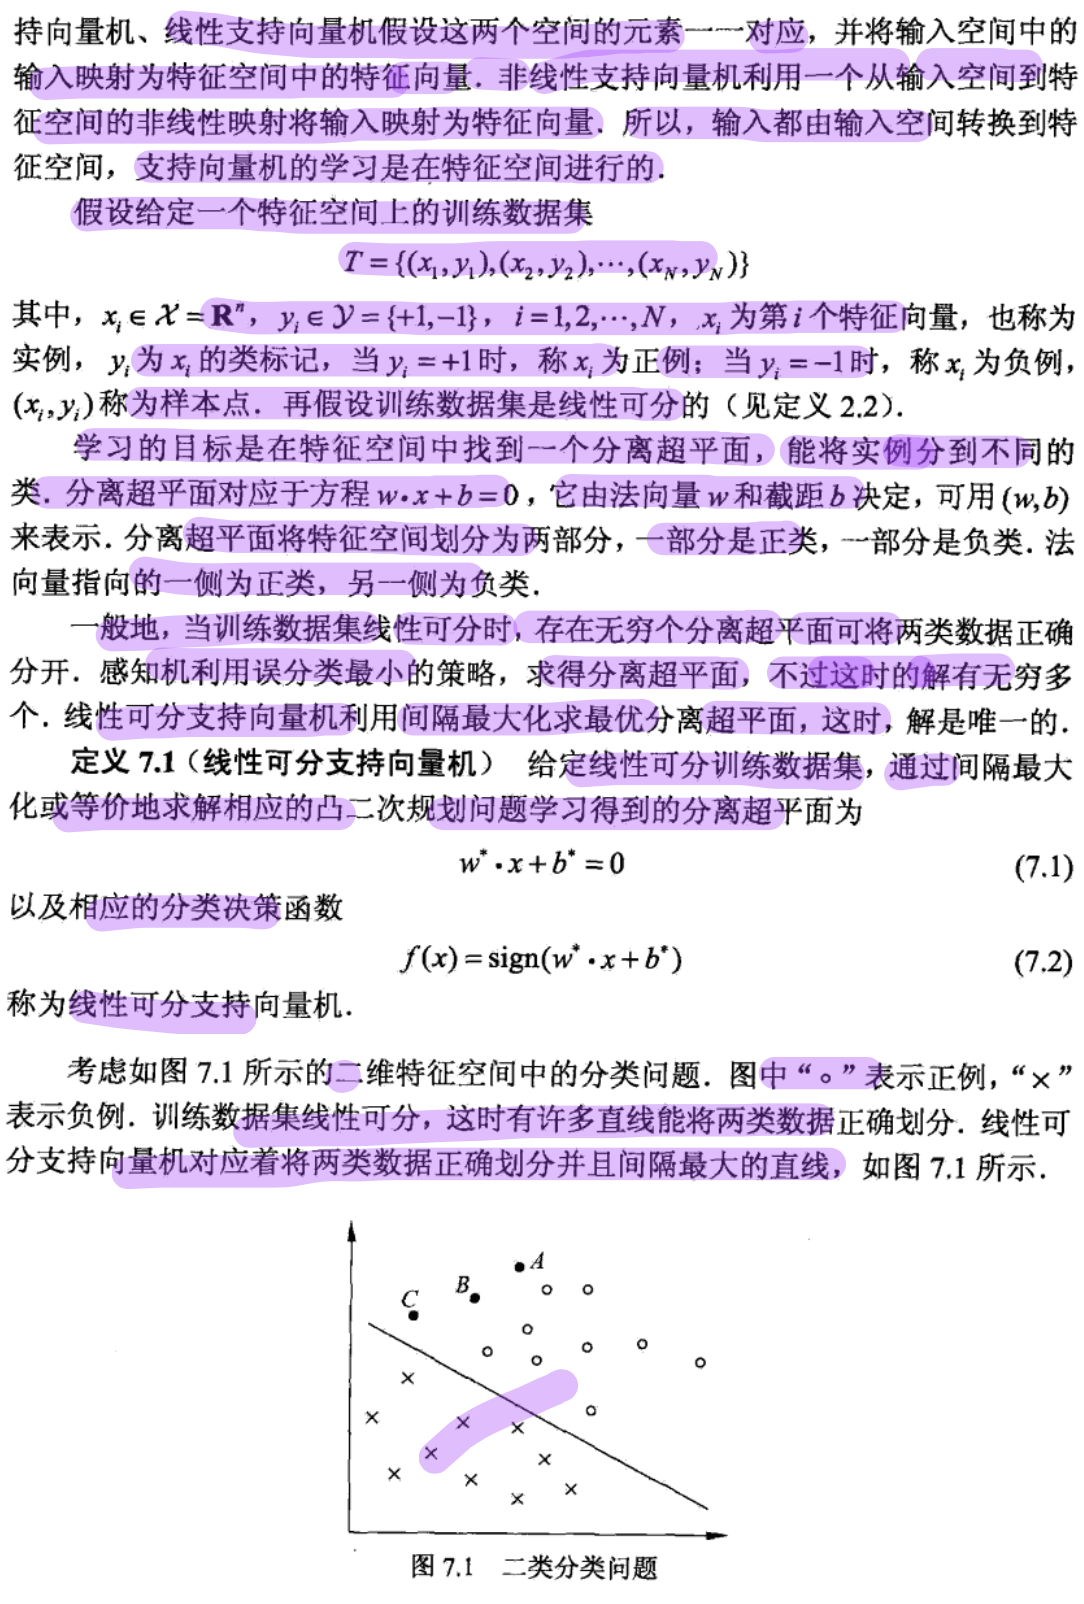 持向量机、线性支持向量机假设这两个空间的元素一一对应，并将输入空间中的
输入映射为特征空间中的特征向量．非线性支持向量机利用一个从输入空间到特
征空间的非线性映射将输入映射为特征向量．所以，输入都由输入空间转换到特
征空间，支持向量机的学习是在特征空间进行的．
假设给定一个特征空间上的训练数据集
T = {(x₁, y₁), (x₂, y₂), ⋯, (x_N, y_N)}
其中，xᵢ ∈ 𝒳 = Rⁿ，yᵢ ∈ 𝒴 = {+1, −1}，i = 1,2,⋯,N，xᵢ 为第 i 个特征向量，也称为
实例，yᵢ 为 xᵢ 的类标记，当 yᵢ = +1 时，称 xᵢ 为正例；当 yᵢ = −1 时，称 xᵢ 为负例，
(xᵢ, yᵢ) 称为样本点．再假设训练数据集是线性可分的（见定义 2.2）．
学习的目标是在特征空间中找到一个分离超平面，能将实例分到不同的
类．分离超平面对应于方程 w•x + b = 0，它由法向量 w 和截距 b 决定，可用 (w,b)
来表示．分离超平面将特征空间划分为两部分，一部分是正类，一部分是负类．法
向量指向的一侧为正类，另一侧为负类．
一般地，当训练数据集线性可分时，存在无穷个分离超平面可将两类数据正确
分开．感知机利用误分类最小的策略，求得分离超平面，不过这时的解有无穷多
个．线性可分支持向量机利用间隔最大化求最优分离超平面，这时，解是唯一的．
定义 7.1（线性可分支持向量机） 给定线性可分训练数据集，通过间隔最大
化或等价地求解相应的凸二次规划问题学习得到的分离超平面为
w* • x + b* = 0 (7.1)
以及相应的分类决策函数
f(x) = sign(w* • x + b*) (7.2)
称为线性可分支持向量机．
考虑如图 7.1 所示的二维特征空间中的分类问题．图中“∘”表示正例，“×”
表示负例．训练数据集线性可分，这时有许多直线能将两类数据正确划分．线性可
分支持向量机对应着将两类数据正确划分并且间隔最大的直线，如图 7.1 所示．
A
B
C
图 7.1 二类分类问题